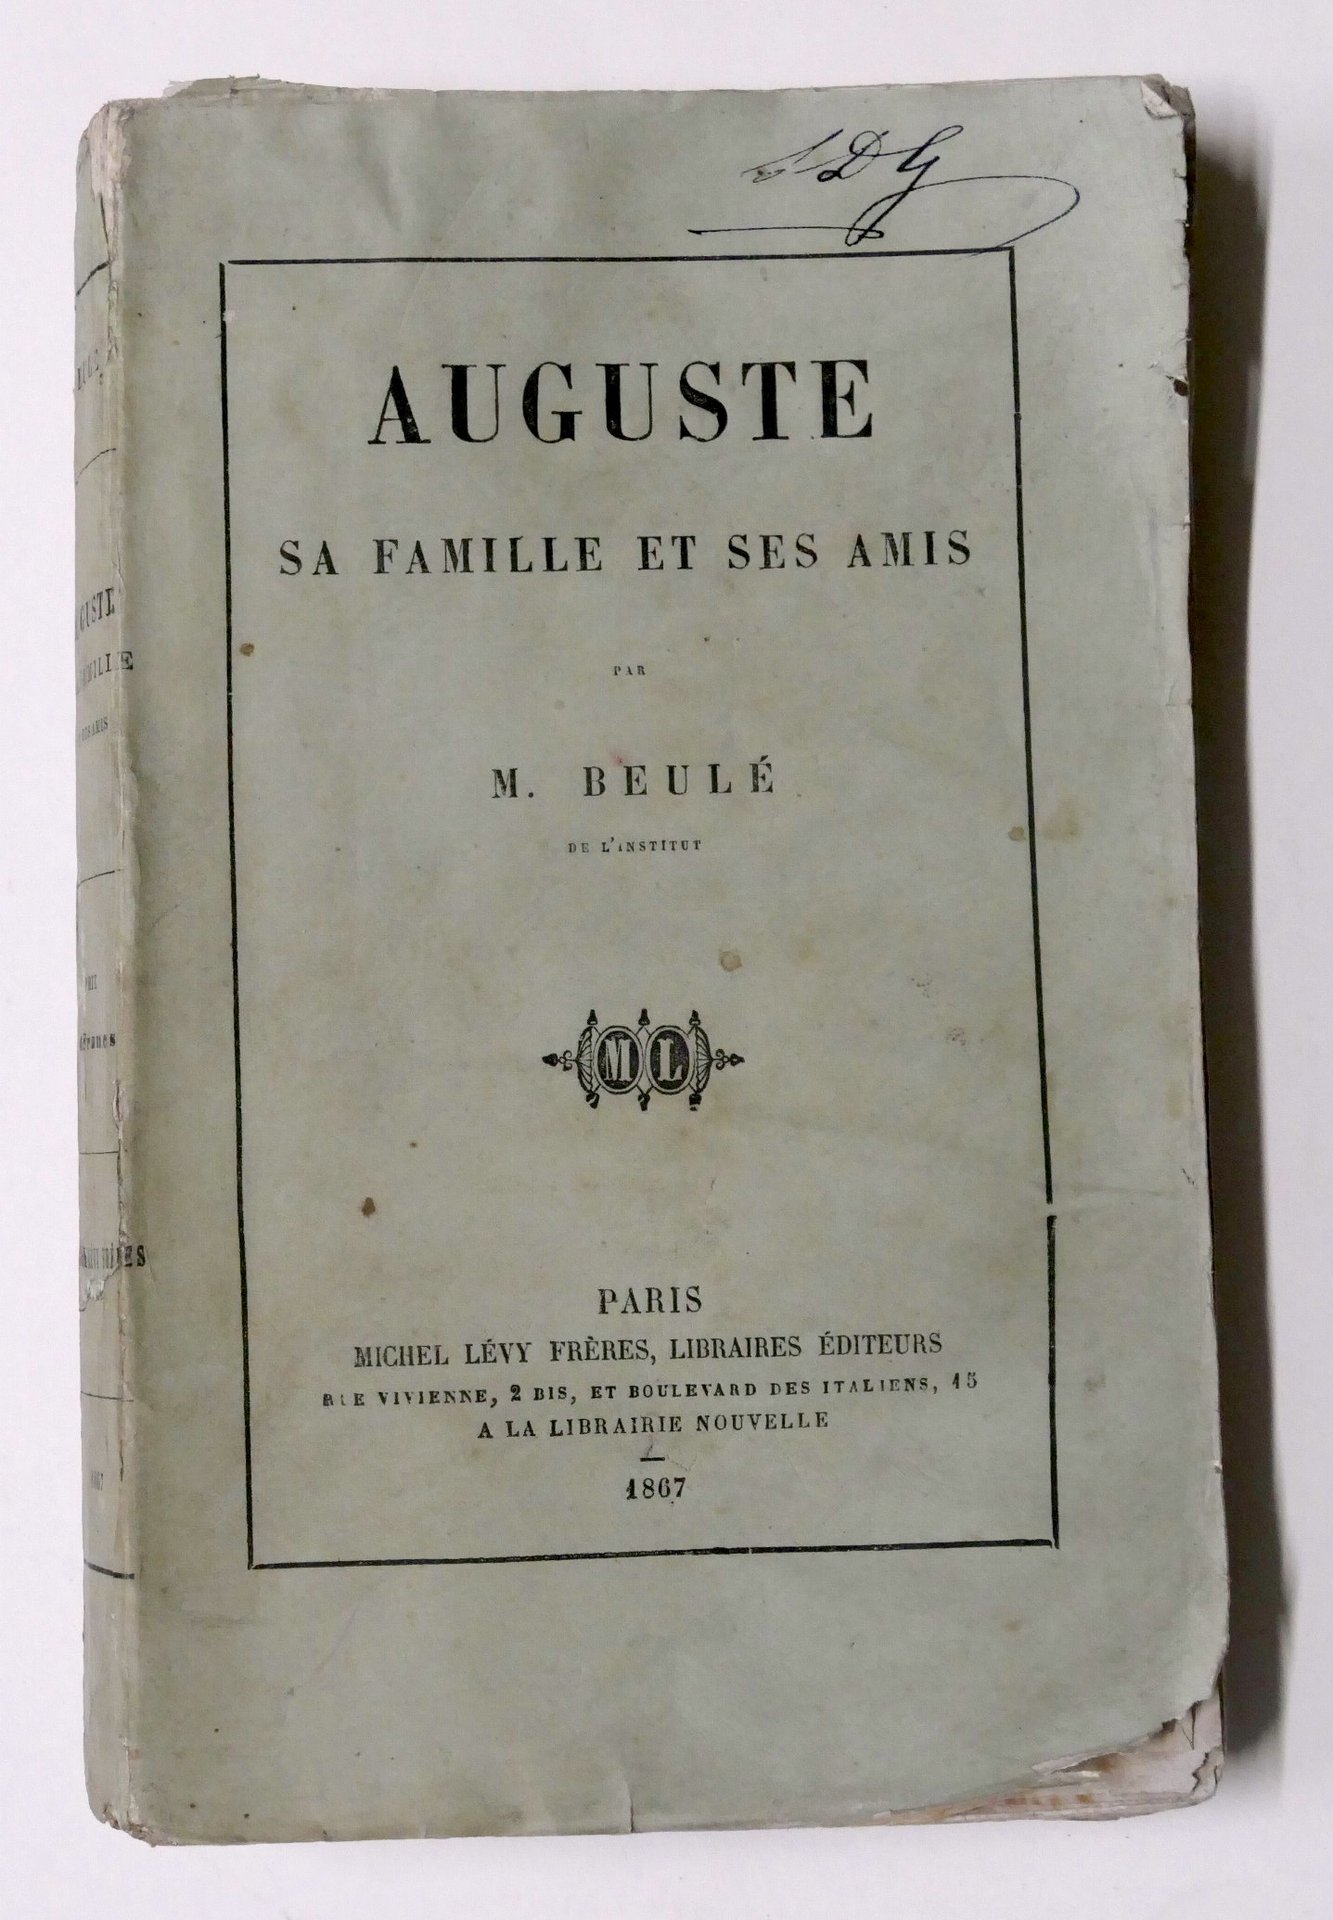 AUGUSTE
SA FAMILLE ET SES AMIS
PAR
M. BEULÉ
DE L'INSTITUT
ML
PARIS
MICHEL LÉVY FRÈRES, LIBRAIRES ÉDITEURS
RUE VIVIENNE, 2 BIS, ET BOULEVARD DES ITALIENS, 15
A LA LIBRAIRIE NOUVELLE
1867